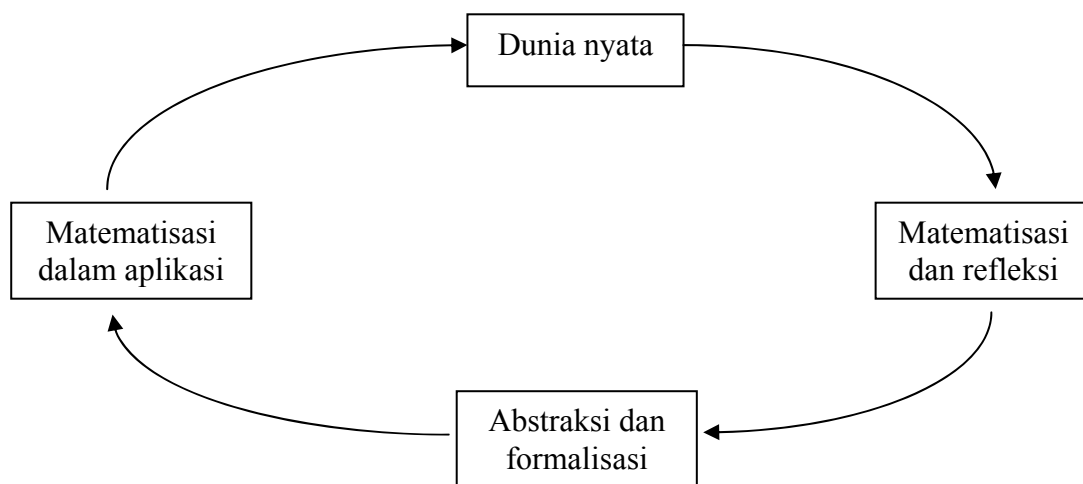 Dunia nyata
Matematisasi
dalam aplikasi
Matematisasi
dan refleksi
Abstraksi dan
formalisasi